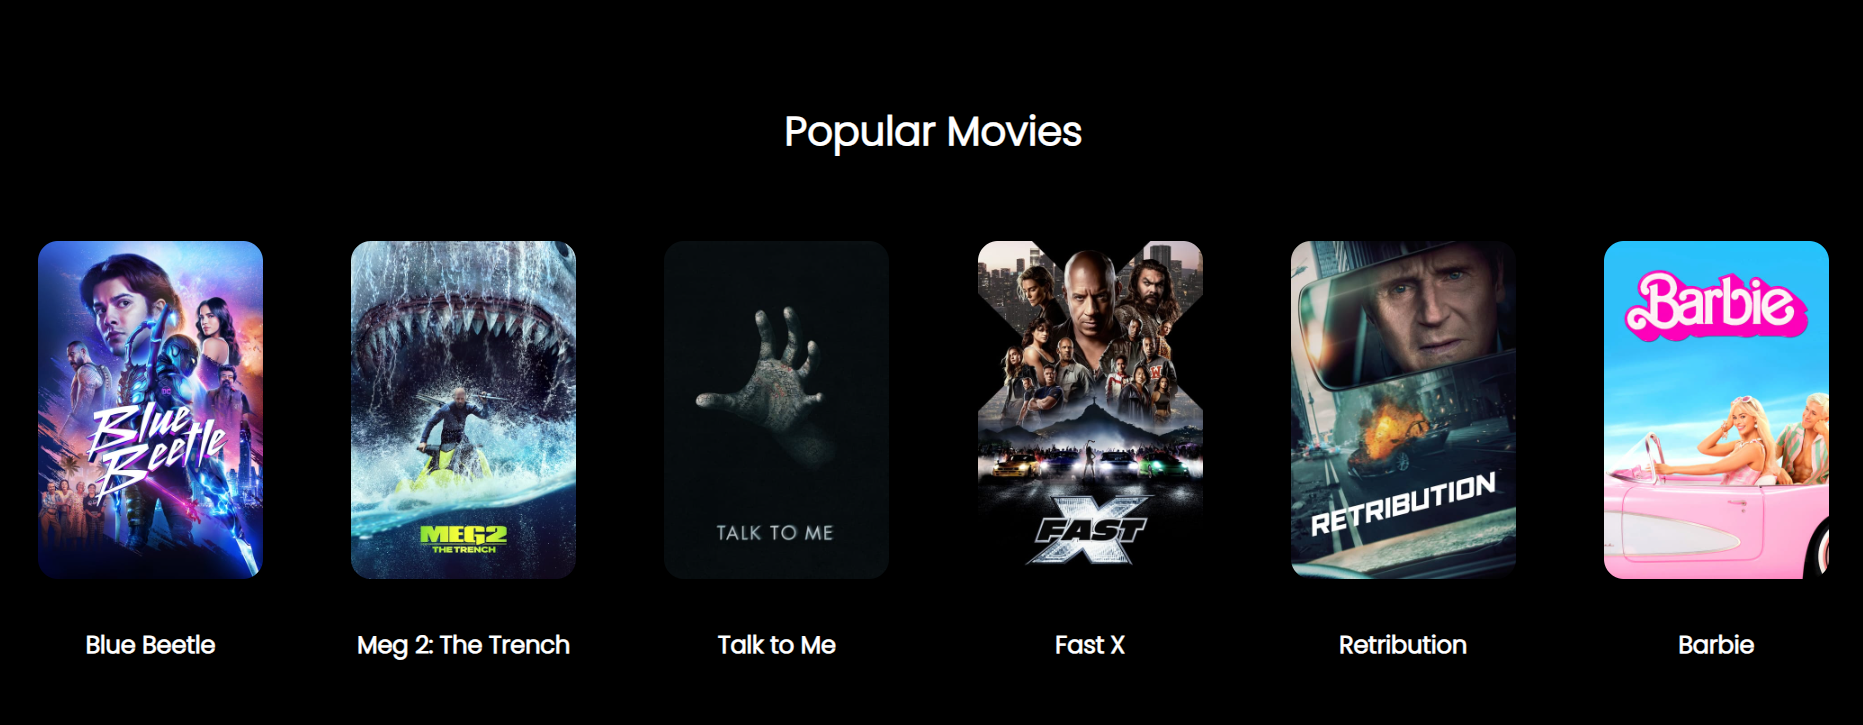 Popular Movies
Blue
Beetle
MEG2
THE TRENCH
TALK TO ME
FAST X
RETRIBUTION
Barbie
Blue Beetle
Meg 2: The Trench
Talk to Me
Fast X
Retribution
Barbie